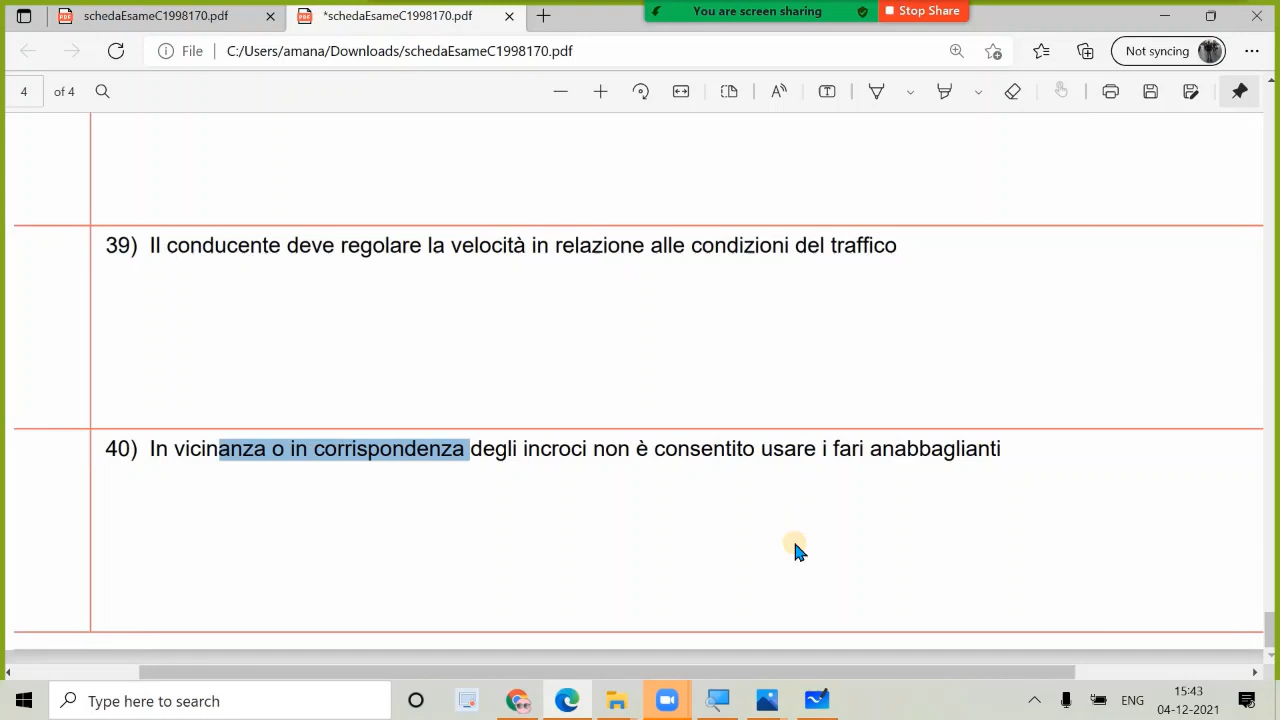 schedaEsameC1998170.pdf
*schedaEsameC1998170.pdf
You are screen sharing
Stop Share
File
C:/Users/amana/Downloads/schedaEsameC1998170.pdf
Not syncing
4 of 4
39) Il conducente deve regolare la velocità in relazione alle condizioni del traffico
40) In vicinanza o in corrispondenza degli incroci non è consentito usare i fari anabbaglianti
Type here to search
ENG
15:43
04-12-2021